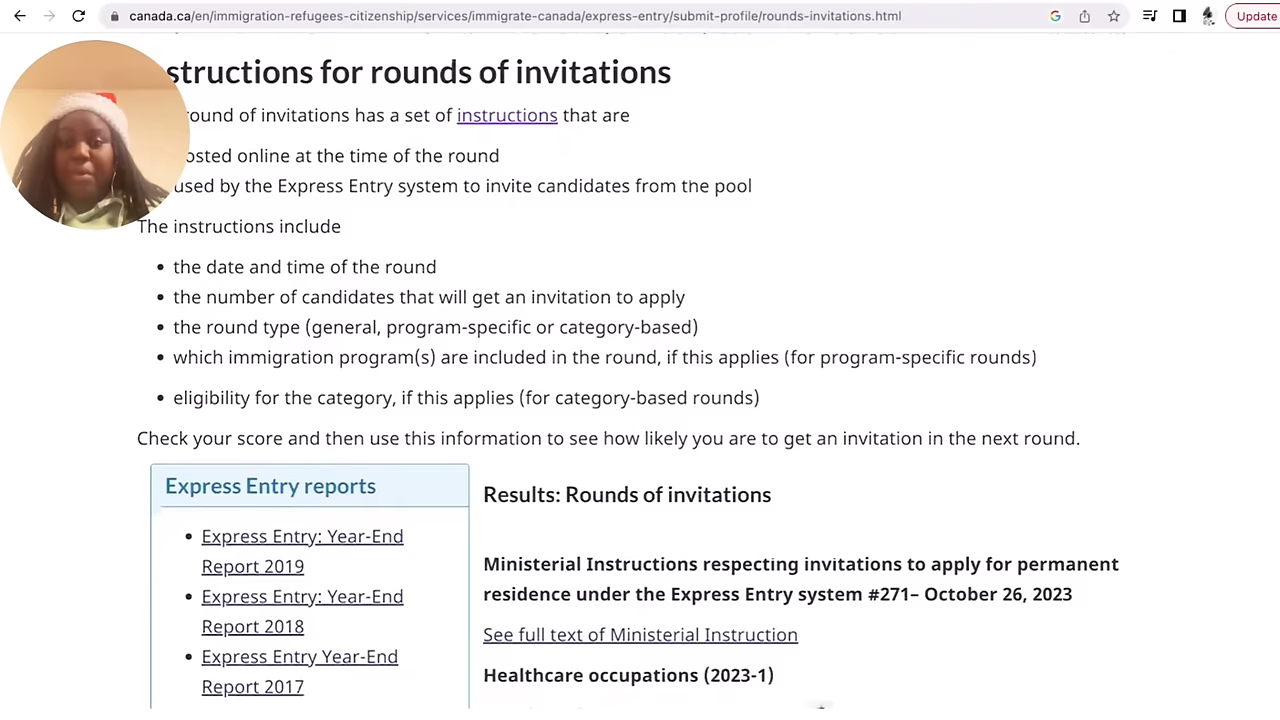 canada.ca/en/immigration-refugees-citizenship/services/immigrate-canada/express-entry/submit-profile/rounds-invitations.html
Update
structions for rounds of invitations
round of invitations has a set of instructions that are
osted online at the time of the round
used by the Express Entry system to invite candidates from the pool
The instructions include
• the date and time of the round
• the number of candidates that will get an invitation to apply
• the round type (general, program-specific or category-based)
• which immigration program(s) are included in the round, if this applies (for program-specific rounds)
• eligibility for the category, if this applies (for category-based rounds)
Check your score and then use this information to see how likely you are to get an invitation in the next round.
Express Entry reports
• Express Entry: Year-End
Report 2019
• Express Entry: Year-End
Report 2018
• Express Entry Year-End
Report 2017
Results: Rounds of invitations
Ministerial Instructions respecting invitations to apply for permanent
residence under the Express Entry system #271– October 26, 2023
See full text of Ministerial Instruction
Healthcare occupations (2023-1)